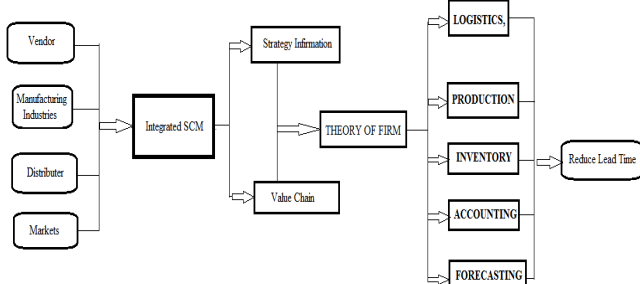 Vendor
Manufacturing
Industries
Distributer
Markets
Integrated SCM
Strategy Infirmation
Value Chain
THEORY OF FIRM
LOGISTICS,
PRODUCTION
INVENTORY
ACCOUNTING
FORECASTING
Reduce Lead Time